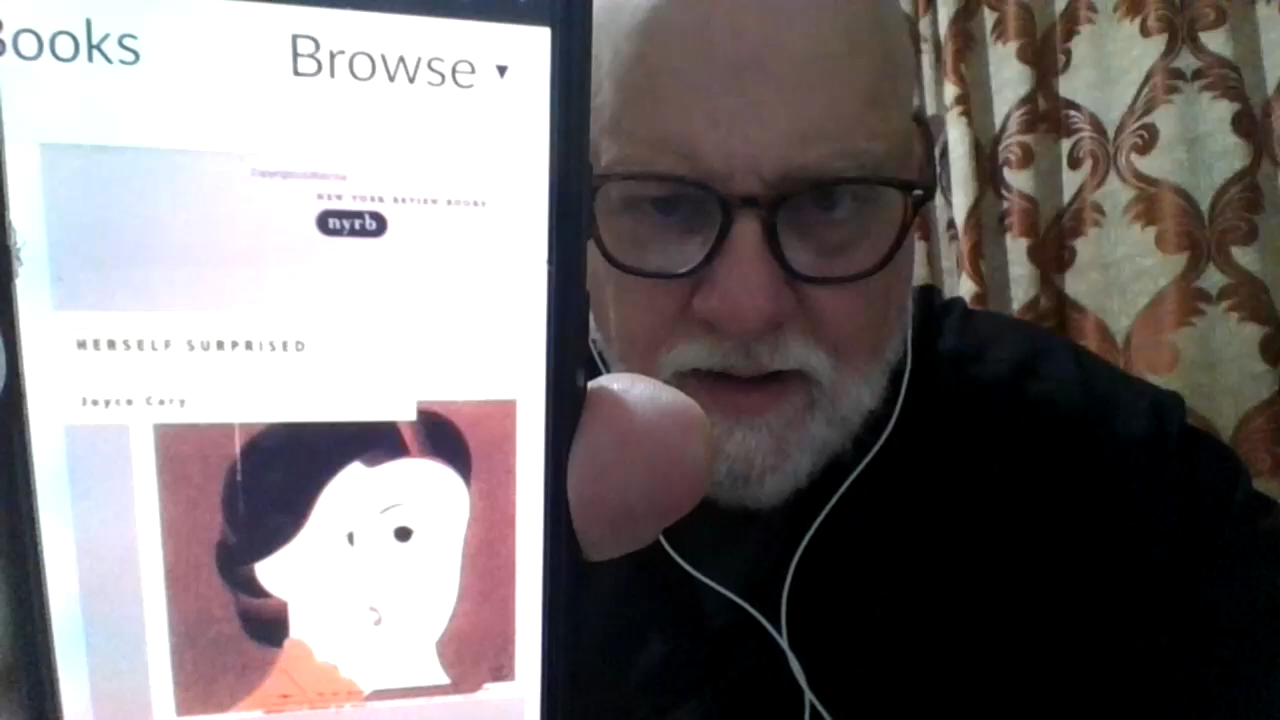 Books
Browse
NEW YORK REVIEW BOOKS
nyrb
HERSELF SURPRISED
Joyce Cary